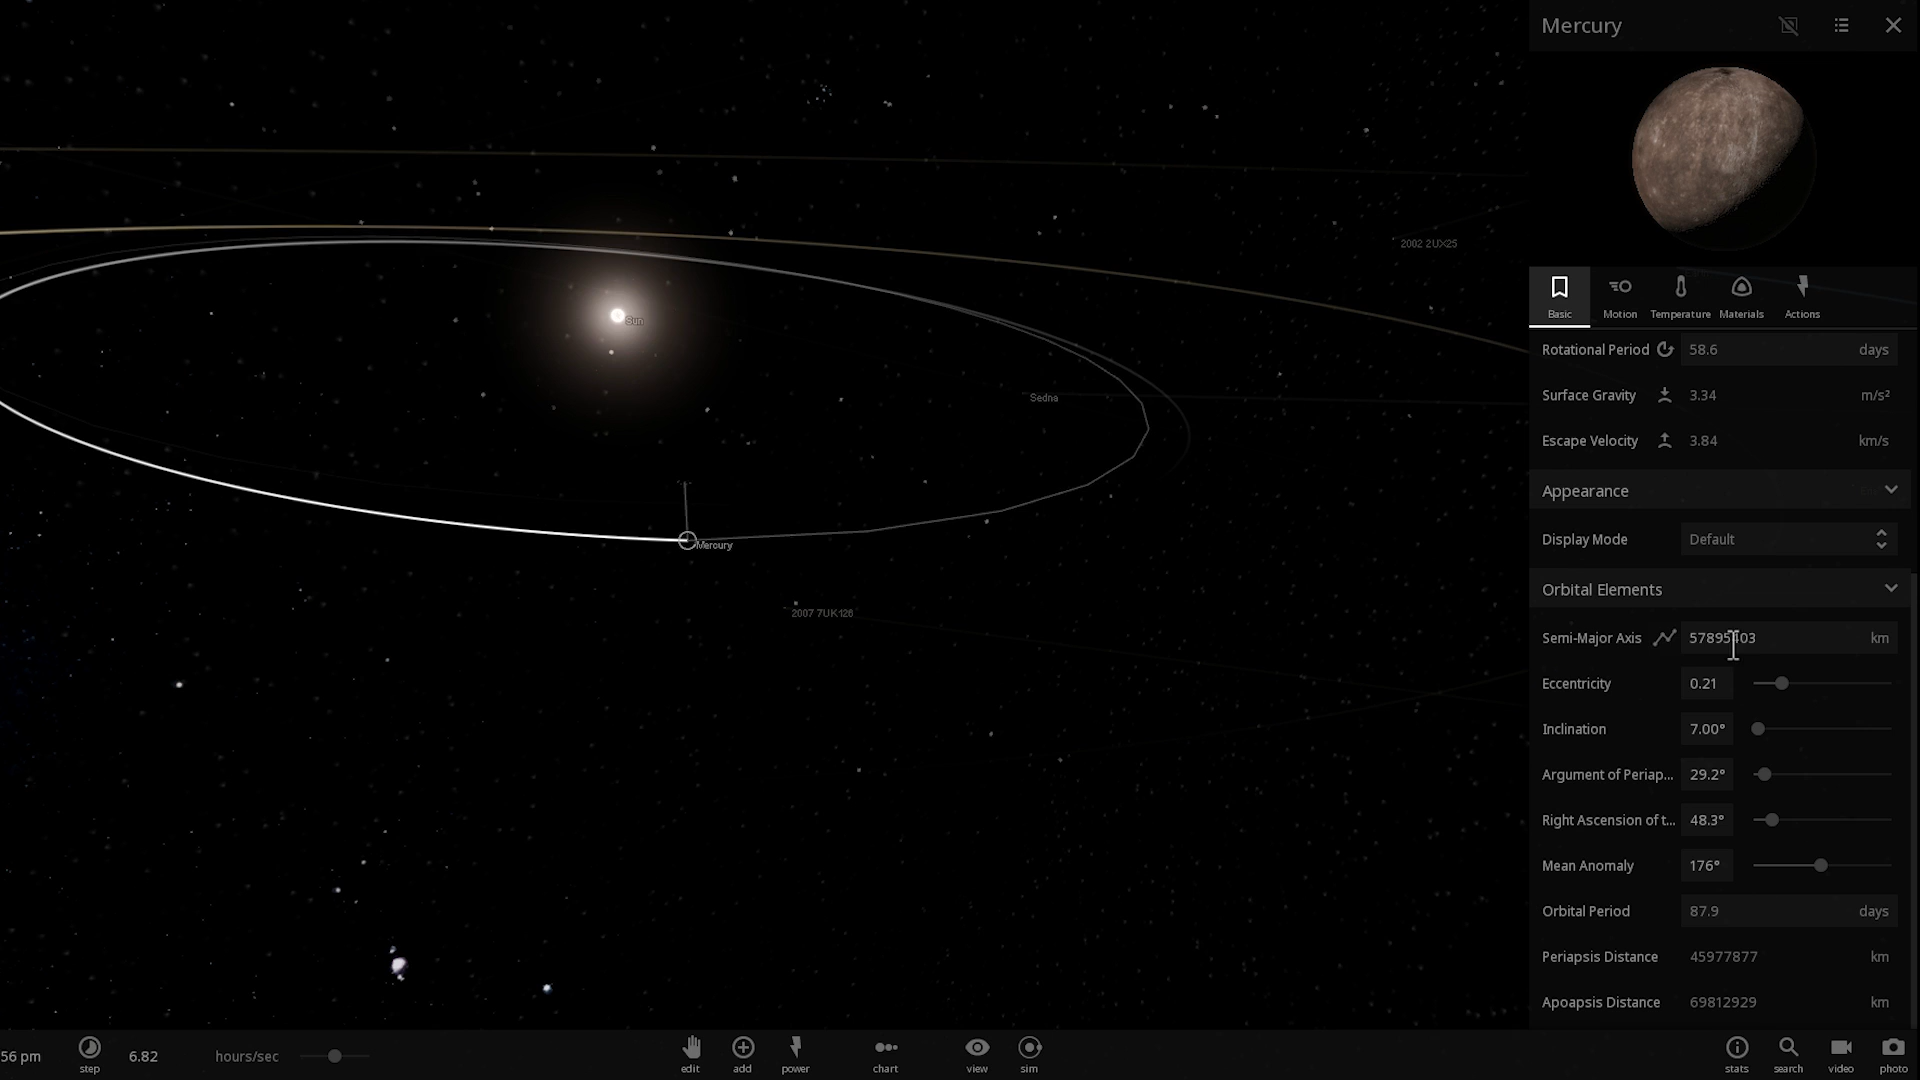 Mercury
Sun
2002 2UX25
Sedna
Mercury
2007 7UK126
Basic
Motion
Temperature
Materials
Actions
Rotational Period 58.6 days
Surface Gravity 3.34 m/s²
Escape Velocity 3.84 km/s
Appearance
Display Mode Default
Orbital Elements
Semi-Major Axis 57895403 km
Eccentricity 0.21
Inclination 7.00°
Argument of Periap... 29.2°
Right Ascension of t... 48.3°
Mean Anomaly 176°
Orbital Period 87.9 days
Periapsis Distance 45977877 km
Apoapsis Distance 69812929 km
56 pm
step
6.82 hours/sec
edit
add
power
chart
view
sim
stats
search
video
photo